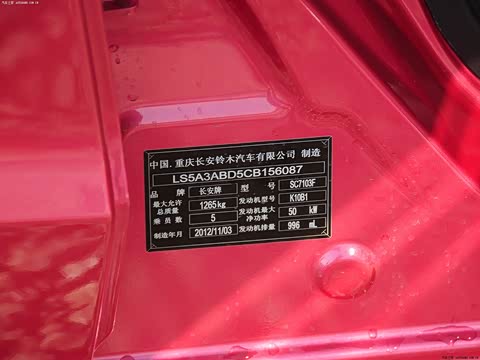 中国.重庆长安铃木汽车有限公司 制造
LS5A3ABD5CB156087
品 牌 长安牌 型 号 SC7103F
最大允许总质量 1265 kg 发动机型号 K10B1
乘员数 5 发动机最大净功率 50 kW
制造年月 2012/11/03 发动机排量 996 mL